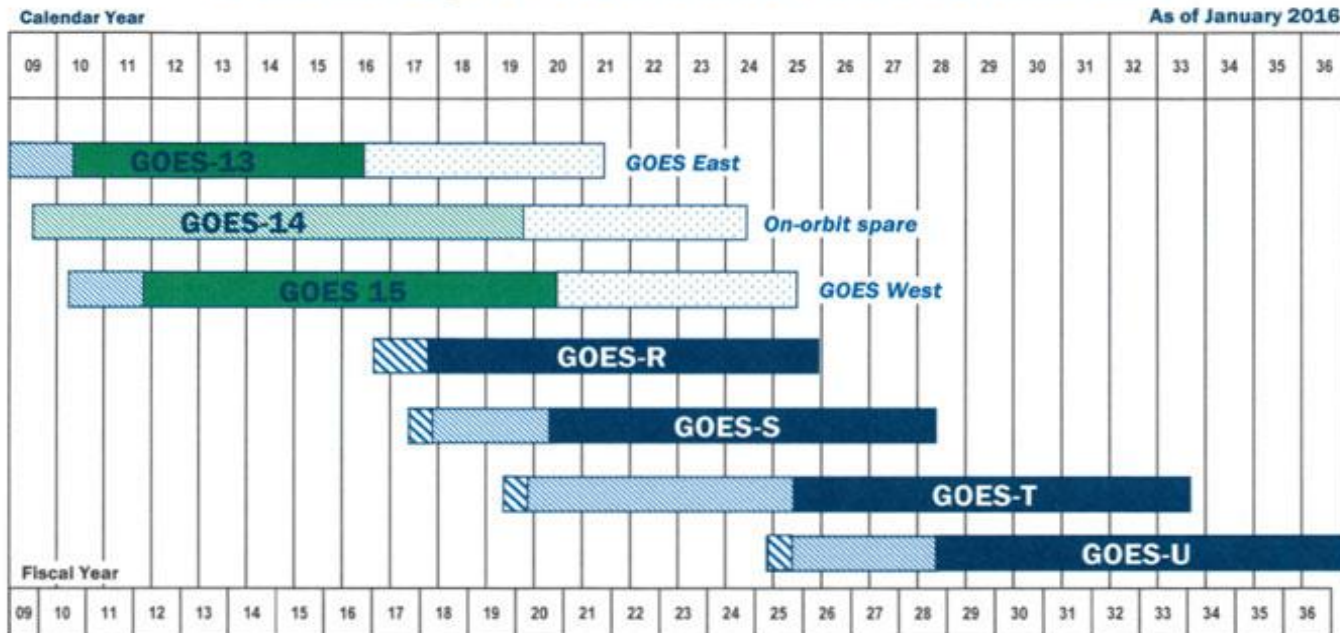 Calendar Year As of January 2016
09 10 11 12 13 14 15 16 17 18 19 20 21 22 23 24 25 26 27 28 29 30 31 32 33 34 35 36
GOES-13 GOES East
GOES-14 On-orbit spare
GOES 15 GOES West
GOES-R
GOES-S
GOES-T
GOES-U
Fiscal Year
09 10 11 12 13 14 15 16 17 18 19 20 21 22 23 24 25 26 27 28 29 30 31 32 33 34 35 36